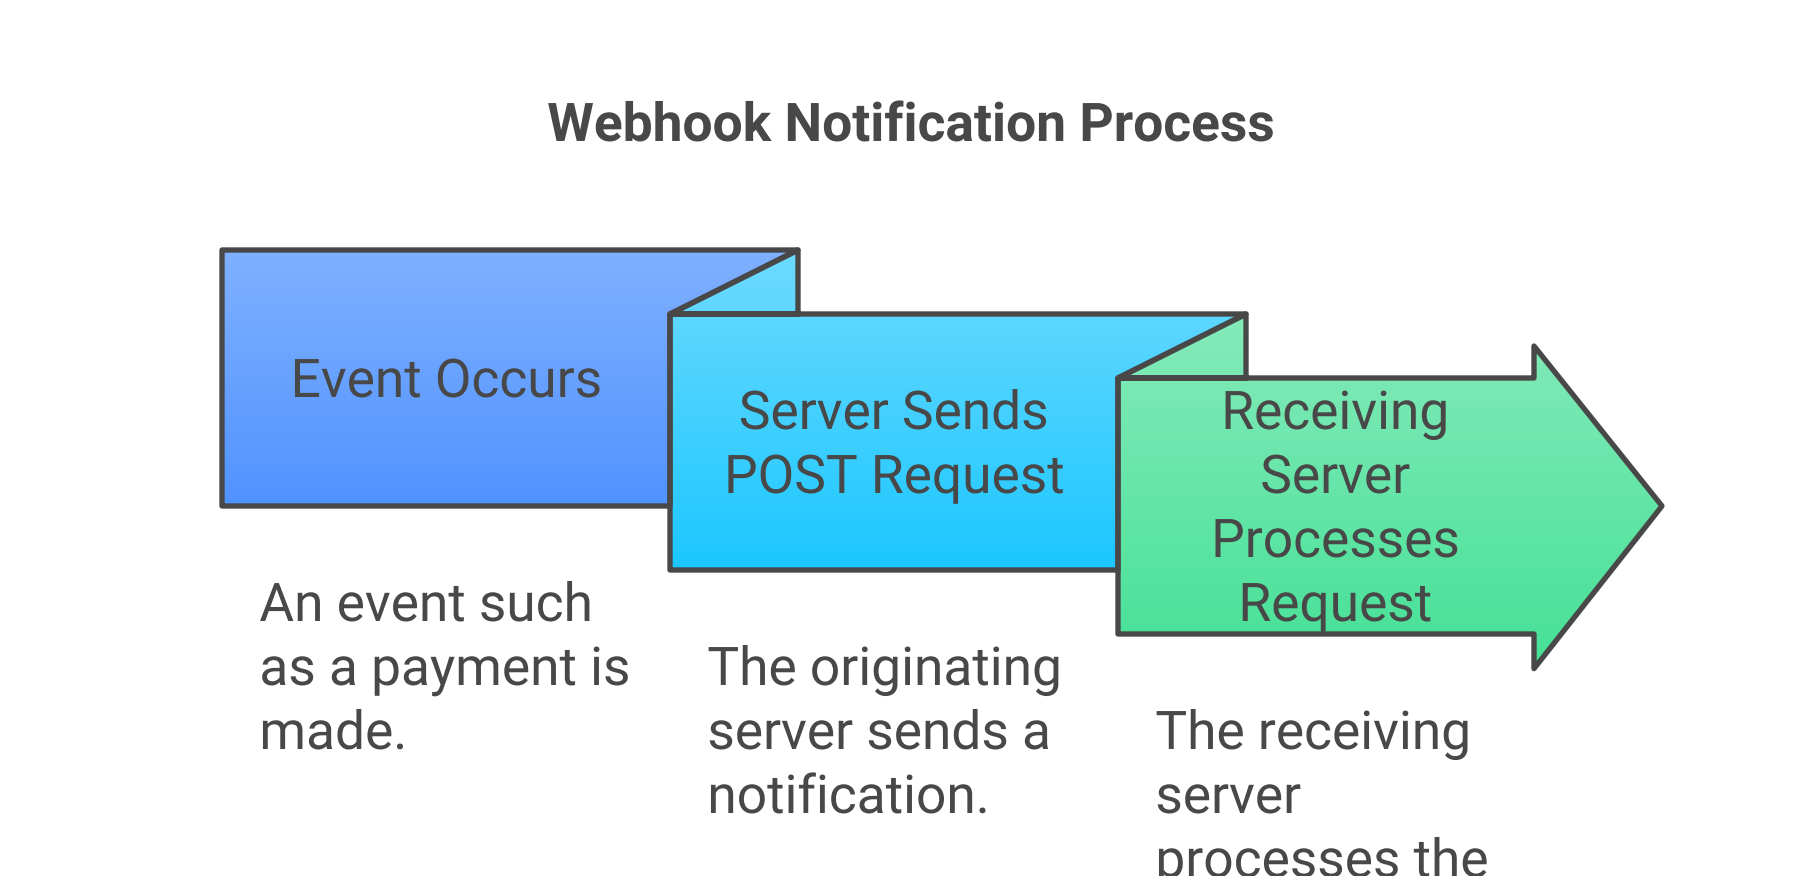 Webhook Notification Process
Event Occurs
Server Sends
POST Request
Receiving
Server
Processes
Request
An event such
as a payment is
made.
The originating
server sends a
notification.
The receiving
server
processes the